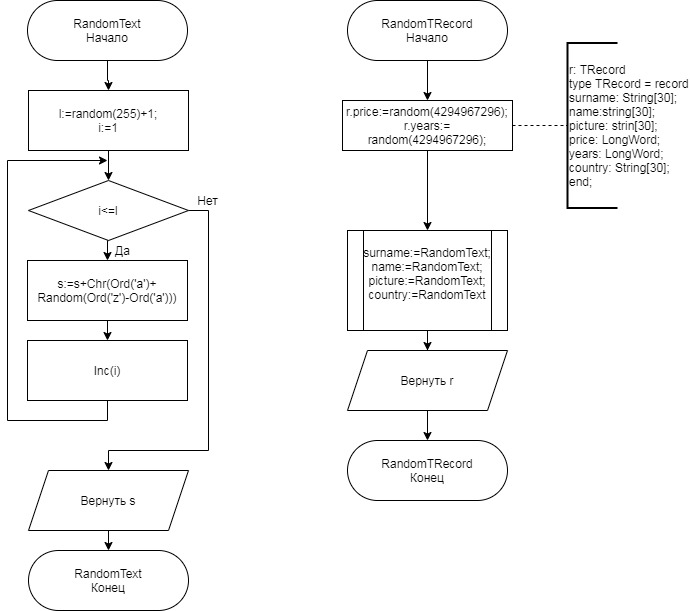 RandomText
Начало
l:=random(255)+1;
i:=1
i<=l
Нет
Да
s:=s+Chr(Ord('a')+
Random(Ord('z')-Ord('a')))
Inc(i)
Вернуть s
RandomText
Конец
RandomTRecord
Начало
r.price:=random(4294967296);
r.years:=
random(4294967296);
r: TRecord
type TRecord = record
surname: String[30];
name:string[30];
picture: strin[30];
price: LongWord;
years: LongWord;
country: String[30];
end;
surname:=RandomText;
name:=RandomText;
picture:=RandomText;
country:=RandomText
Вернуть r
RandomTRecord
Конец